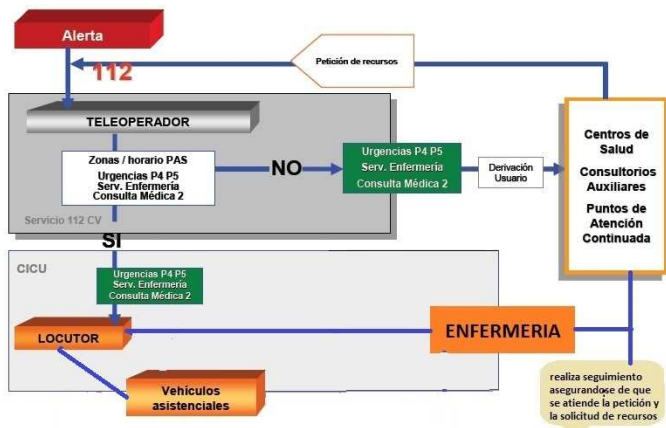 Alerta
Petición de recursos
112
TELEOPERADOR
Zonas / horario PAS
Urgencias P4 P5
Serv. Enfermería
Consulta Médica 2
NO
Urgencias P4 P5
Serv. Enfermería
Consulta Médica 2
Derivación
Usuario
Centros de
Salud
Consultorios
Auxiliares
Puntos de
Atención
Continuada
Servicio 112 CV
SI
CICU
Urgencias P4 P5
Serv. Enfermería
Consulta Médica 2
LOCUTOR
ENFERMERIA
Vehículos
asistenciales
realiza seguimiento
asegurandose de que
se atiende la petición y
la solicitud de recursos